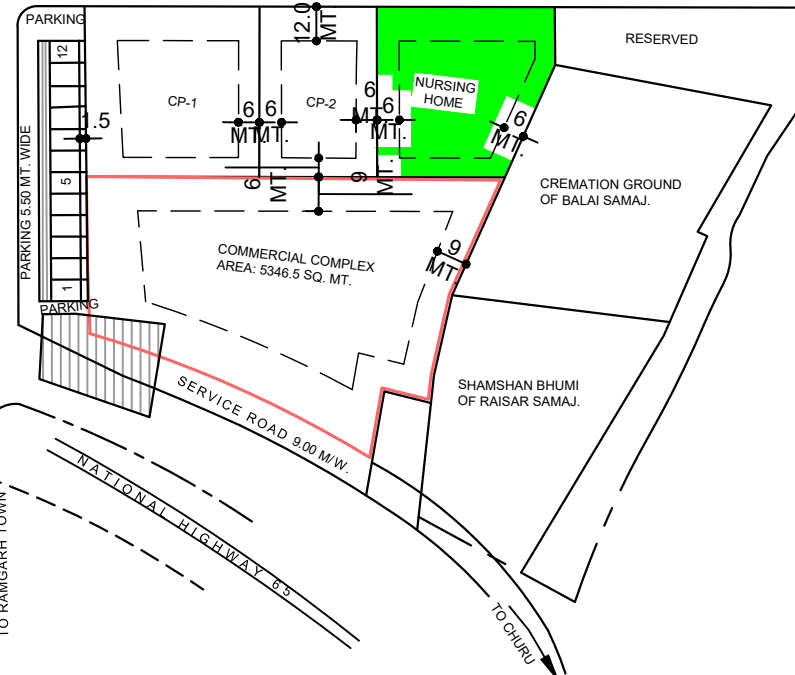 PARKING
12.0
MT
RESERVED
12
CP-1
CP-2
NURSING
HOME
6
MT.
6
MT.
6
MT.
6
MT.
6
MT.
1.5
PARKING 5.50 MT. WIDE
5
1
6
MT.
9
MT.
CREMATION GROUND
OF BALAI SAMAJ.
COMMERCIAL COMPLEX
AREA: 5346.5 SQ. MT.
9
MT.
PARKING
SERVICE ROAD 9.00 M/W.
SHAMSHAN BHUMI
OF RAISAR SAMAJ.
NATIONAL HIGHWAY 65
TO RAMGARH TOWN
TO CHURU